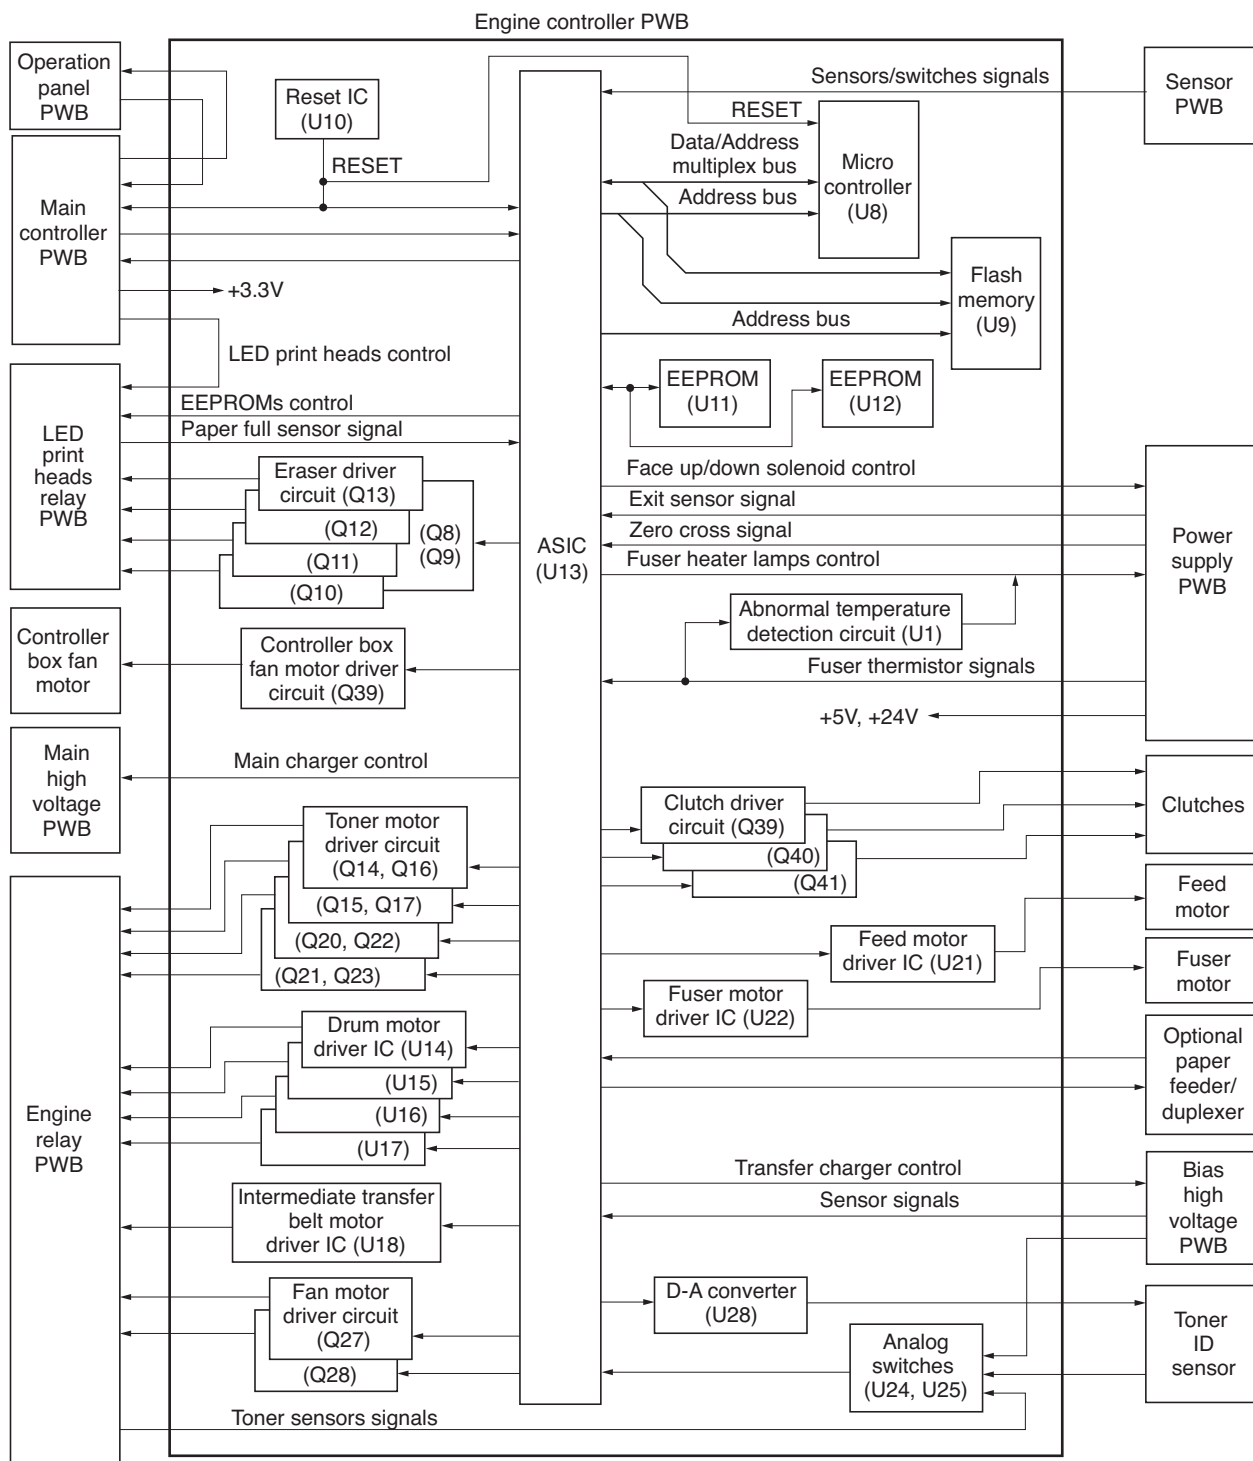 Engine controller PWB
Operation
panel
PWB
Main
controller
PWB
LED
print
heads
relay
PWB
Controller
box fan
motor
Main
high
voltage
PWB
Engine
relay
PWB
Reset IC
(U10)
RESET
+3.3V
LED print heads control
EEPROMs control
Paper full sensor signal
Eraser driver
circuit (Q13)
(Q12)
(Q11)
(Q10)
(Q8)
(Q9)
Controller box
fan motor driver
circuit (Q39)
Main charger control
Toner motor
driver circuit
(Q14, Q16)
(Q15, Q17)
(Q20, Q22)
(Q21, Q23)
Drum motor
driver IC (U14)
(U15)
(U16)
(U17)
Intermediate transfer
belt motor
driver IC (U18)
Fan motor
driver circuit
(Q27)
(Q28)
Toner sensors signals
ASIC
(U13)
Sensors/switches signals
RESET
Data/Address
multiplex bus
Address bus
Micro
controller
(U8)
Flash
memory
(U9)
Address bus
EEPROM
(U11)
EEPROM
(U12)
Face up/down solenoid control
Exit sensor signal
Zero cross signal
Fuser heater lamps control
Abnormal temperature
detection circuit (U1)
Fuser thermistor signals
+5V, +24V
Clutch driver
circuit (Q39)
(Q40)
(Q41)
Feed motor
driver IC (U21)
Fuser motor
driver IC (U22)
Transfer charger control
Sensor signals
D-A converter
(U28)
Analog
switches
(U24, U25)
Sensor
PWB
Power
supply
PWB
Clutches
Feed
motor
Fuser
motor
Optional
paper
feeder/
duplexer
Bias
high
voltage
PWB
Toner
ID
sensor